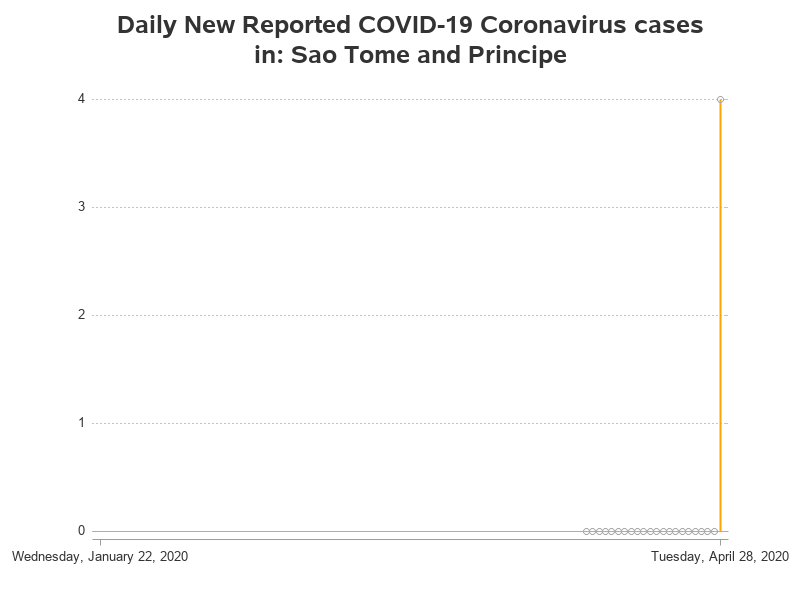 Daily New Reported COVID-19 Coronavirus cases
in: Sao Tome and Principe
4
3
2
1
0
Wednesday, January 22, 2020
Tuesday, April 28, 2020